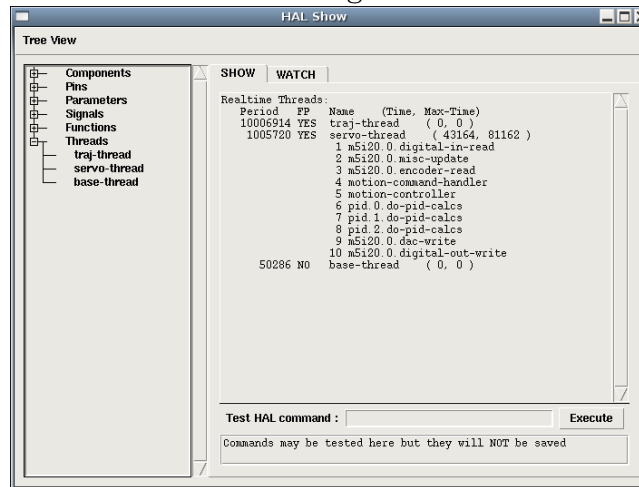 HAL Show
Tree View
Components
Pins
Parameters
Signals
Functions
Threads
traj-thread
servo-thread
base-thread
SHOW WATCH
Realtime Threads:
Period FP Name (Time, Max-Time)
10006914 YES traj-thread ( 0, 0 )
1005720 YES servo-thread ( 43164, 81162 )
1 m5i20.0.digital-in-read
2 m5i20.0.misc-update
3 m5i20.0.encoder-read
4 motion-command-handler
5 motion-controller
6 pid.0.do-pid-calcs
7 pid.1.do-pid-calcs
8 pid.2.do-pid-calcs
9 m5i20.0.dac-write
10 m5i20.0.digital-out-write
50286 NO base-thread ( 0, 0 )
Test HAL command : Execute
Commands may be tested here but they will NOT be saved